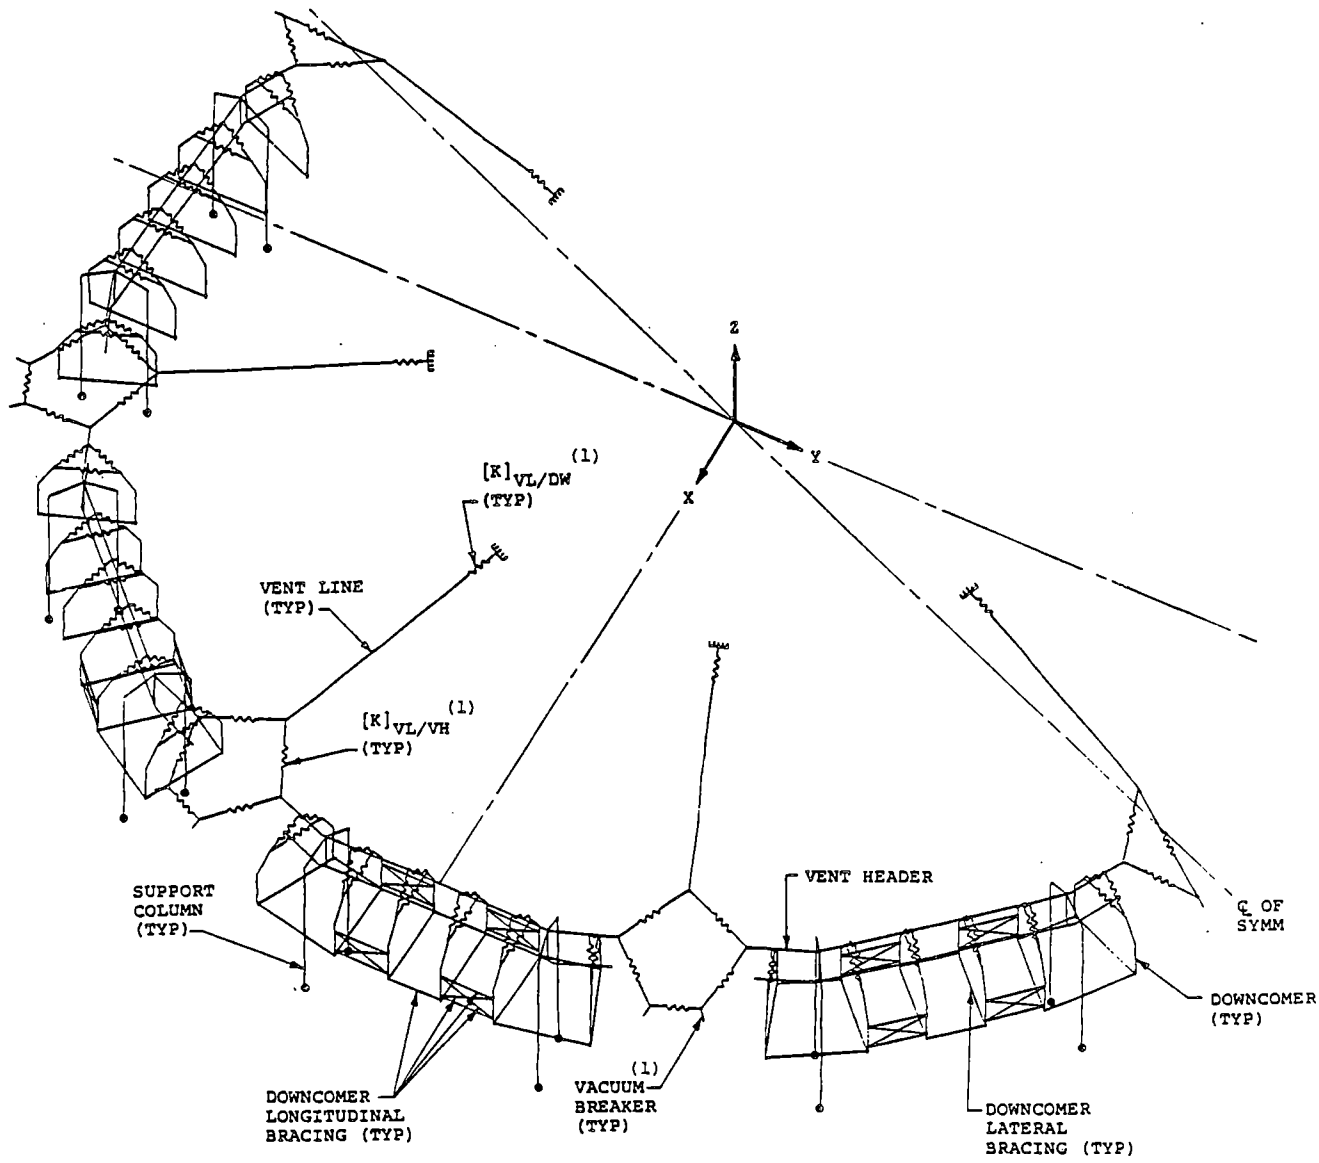 Z
Y
X
[K]VL/DW (1)
(TYP)
VENT LINE
(TYP)
[K]VL/VH (1)
(TYP)
SUPPORT
COLUMN
(TYP)
VENT HEADER
℄ OF
SYMM
DOWNCOMER
(TYP)
DOWNCOMER
LONGITUDINAL
BRACING (TYP)
(1)
VACUUM
BREAKER
(TYP)
DOWNCOMER
LATERAL
BRACING (TYP)